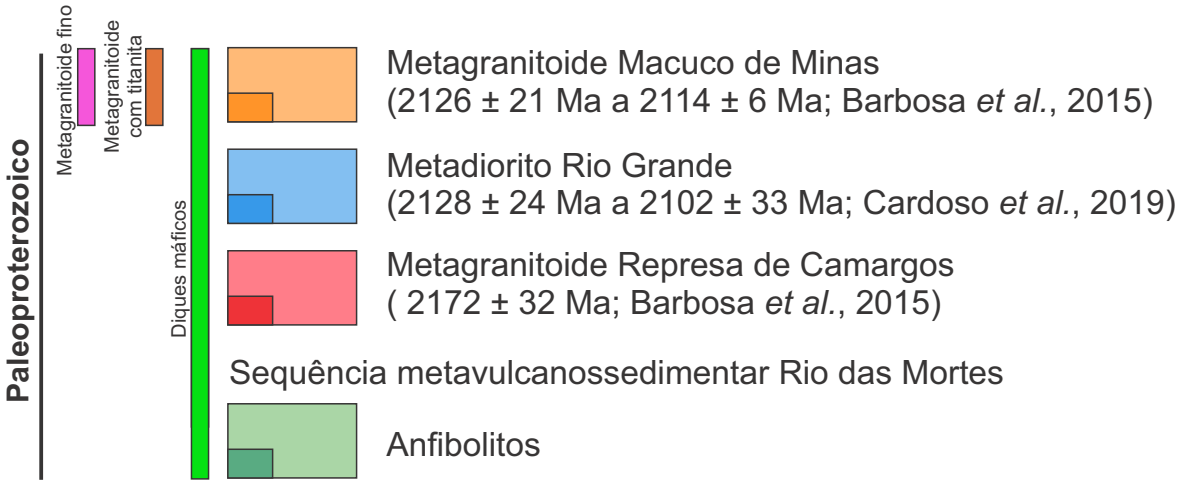 Paleoproterozoico
Metagranitoide fino
Metagranitoide
com titanita
Diques máficos
Metagranitoide Macuco de Minas
(2126 ± 21 Ma a 2114 ± 6 Ma; Barbosa et al., 2015)
Metadiorito Rio Grande
(2128 ± 24 Ma a 2102 ± 33 Ma; Cardoso et al., 2019)
Metagranitoide Represa de Camargos
( 2172 ± 32 Ma; Barbosa et al., 2015)
Sequência metavulcanossedimentar Rio das Mortes
Anfibolitos